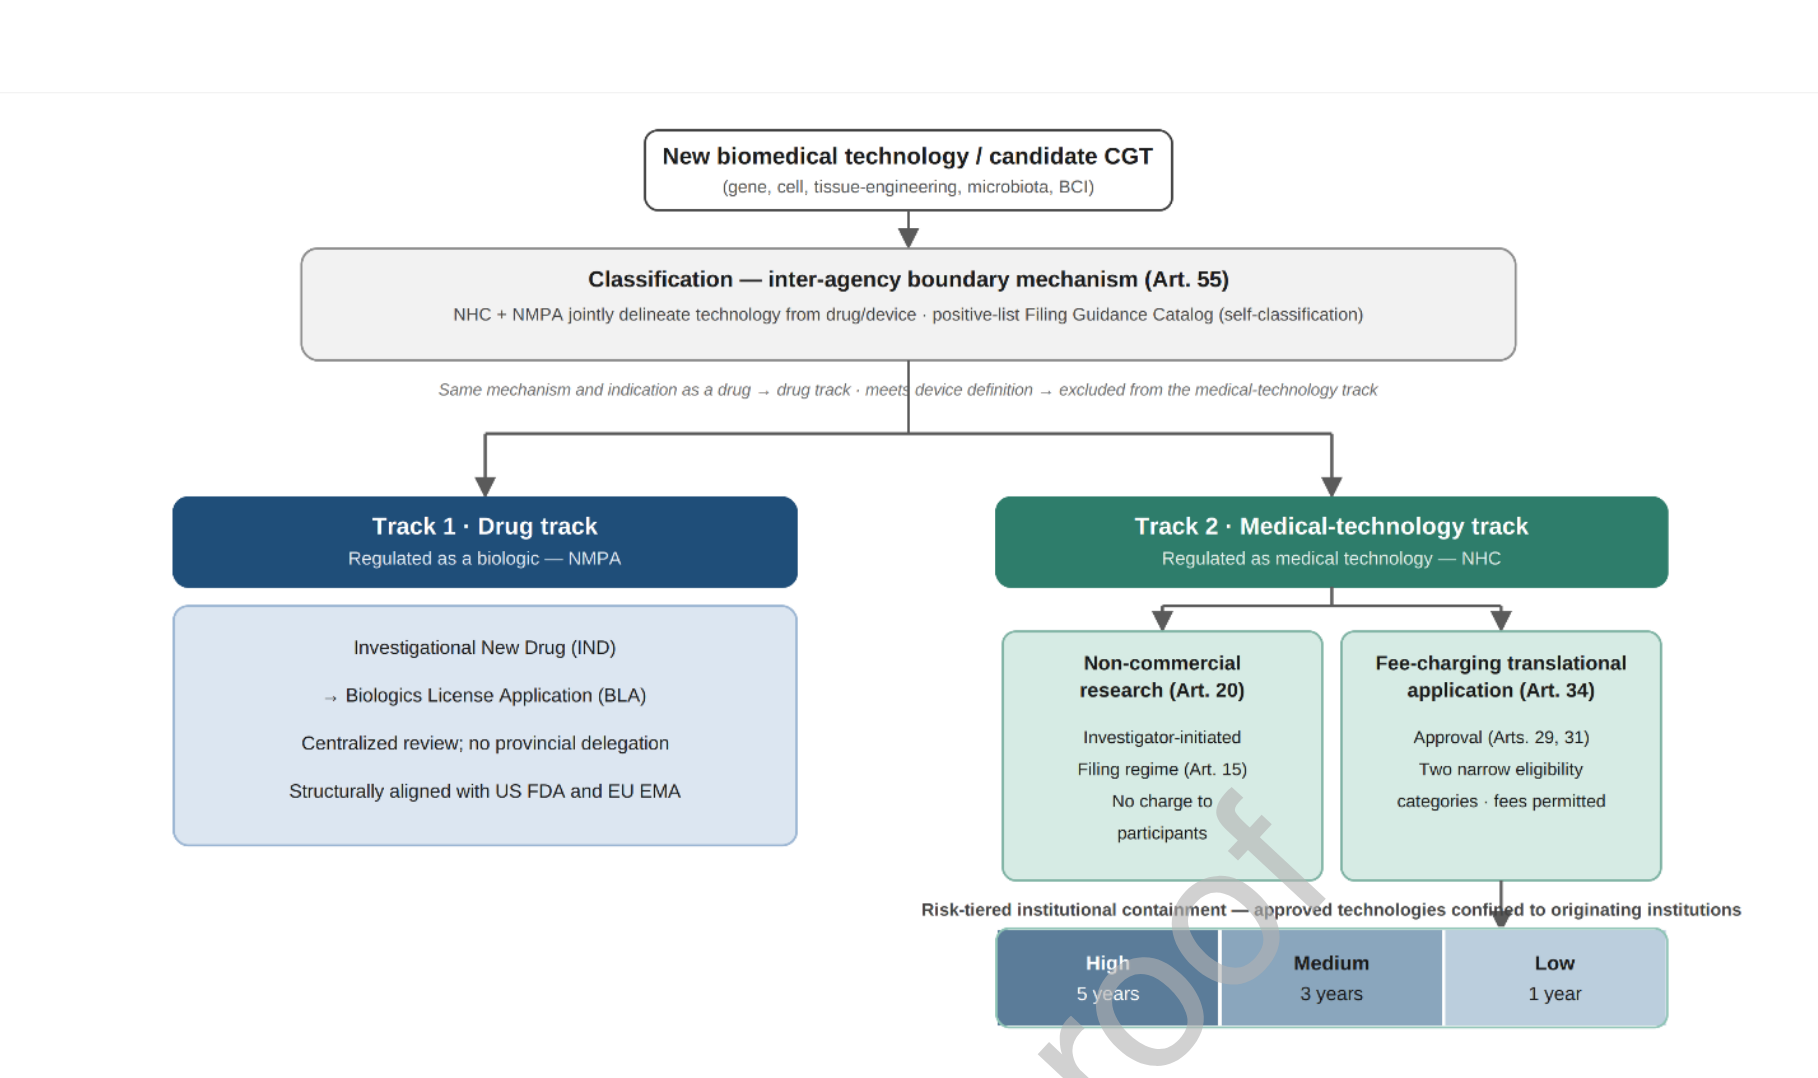 New biomedical technology / candidate CGT
(gene, cell, tissue-engineering, microbiota, BCI)
Classification — inter-agency boundary mechanism (Art. 55)
NHC + NMPA jointly delineate technology from drug/device · positive-list Filing Guidance Catalog (self-classification)
Same mechanism and indication as a drug → drug track · meets device definition → excluded from the medical-technology track
Track 1 · Drug track
Regulated as a biologic — NMPA
Investigational New Drug (IND)
→ Biologics License Application (BLA)
Centralized review; no provincial delegation
Structurally aligned with US FDA and EU EMA
Track 2 · Medical-technology track
Regulated as medical technology — NHC
Non-commercial
research (Art. 20)
Investigator-initiated
Filing regime (Art. 15)
No charge to
participants
Fee-charging translational
application (Art. 34)
Approval (Arts. 29, 31)
Two narrow eligibility
categories · fees permitted
Risk-tiered institutional containment — approved technologies confined to originating institutions
High
5 years
Medium
3 years
Low
1 year
roof